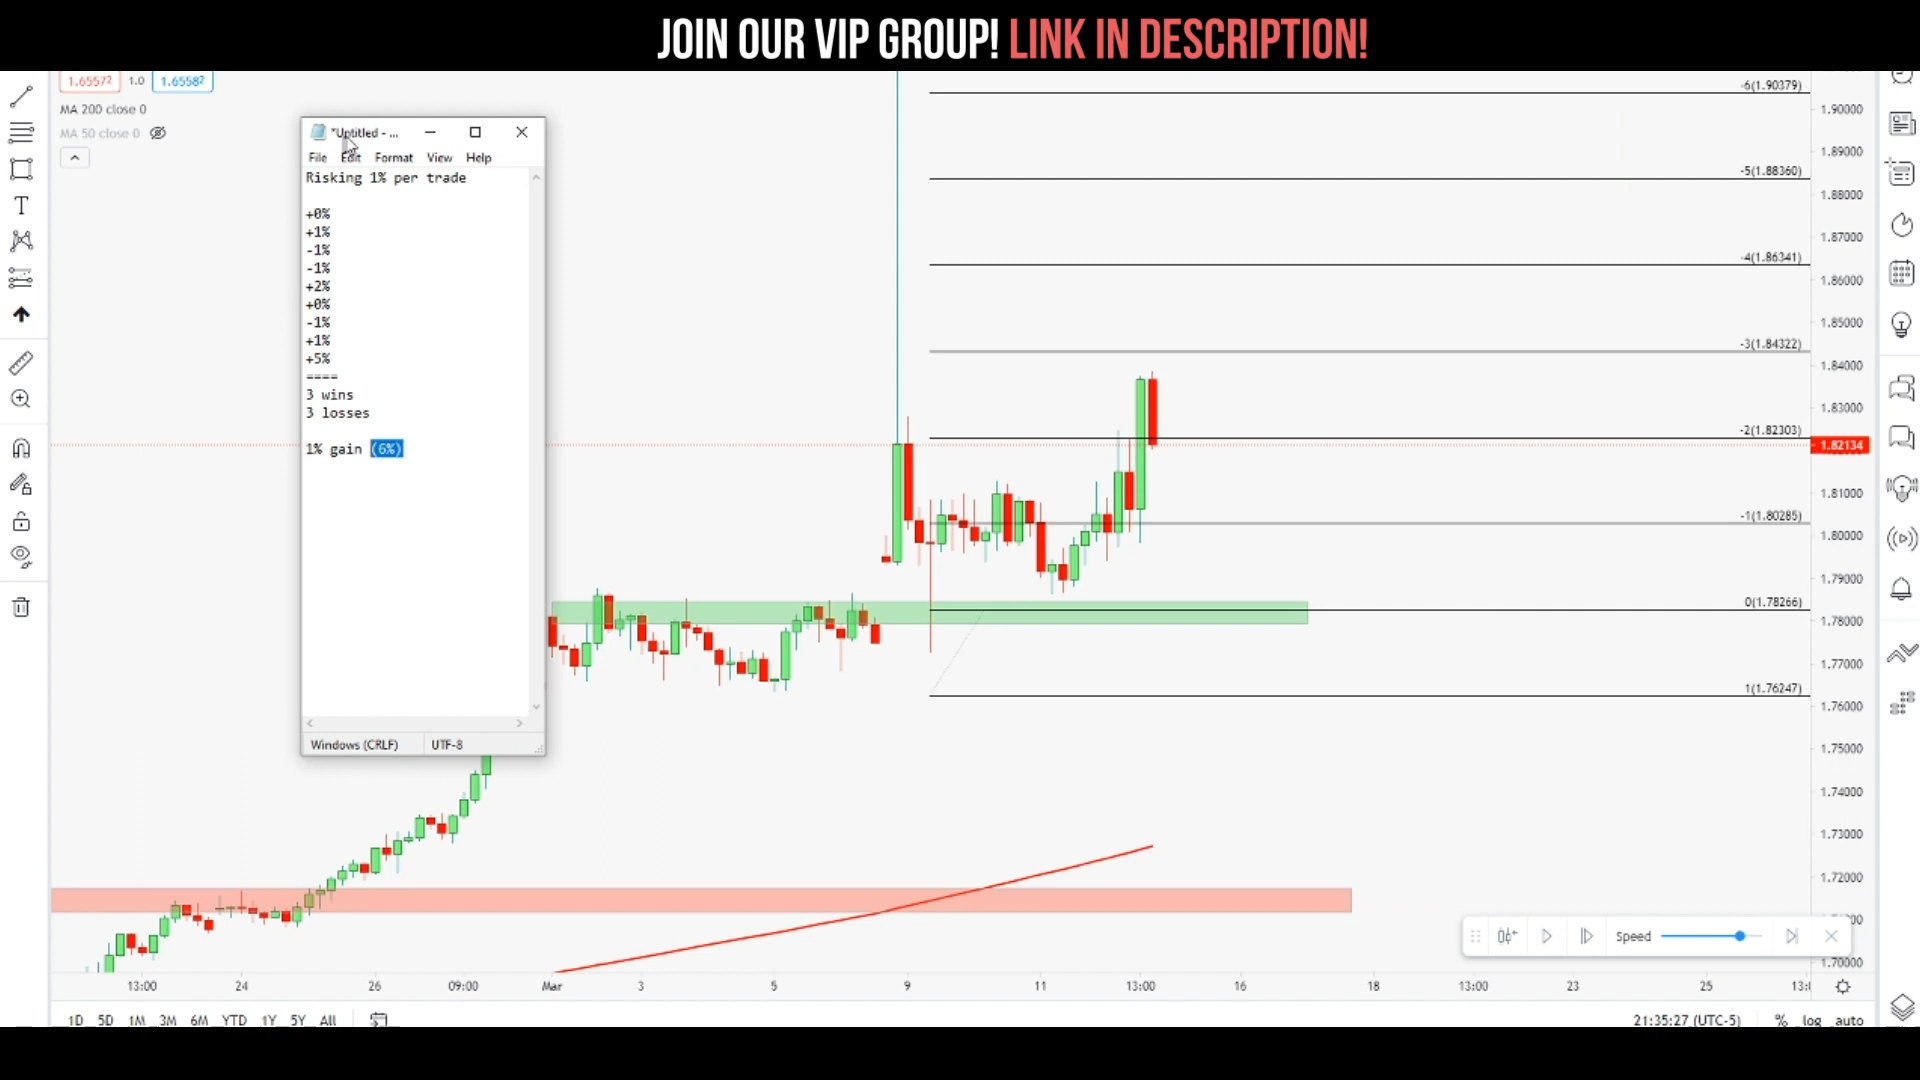 JOIN OUR VIP GROUP! LINK IN DESCRIPTION!
1.65572 1.0 1.65582
MA 200 close 0
MA 50 close 0
*Untitled - ...
File Edit Format View Help
Risking 1% per trade
+0%
+1%
-1%
-1%
+2%
+0%
-1%
+1%
+5%
====
3 wins
3 losses
1% gain (6%)
Windows (CRLF) UTF-8
-6(1.90379)
-5(1.88360)
-4(1.86341)
-3(1.84322)
-2(1.82303)
-1(1.80285)
0(1.78266)
1(1.76247)
1.90000
1.89000
1.88000
1.87000
1.86000
1.85000
1.84000
1.83000
1.82134
1.81000
1.80000
1.79000
1.78000
1.77000
1.76000
1.75000
1.74000
1.73000
1.72000
1.70000
Speed
13:00 24 26 09:00 Mar 3 5 9 11 13:00 16 18 13:00 23 25
1D 5D 1M 3M 6M YTD 1Y 5Y All
21:35:27 (UTC-5) % log auto